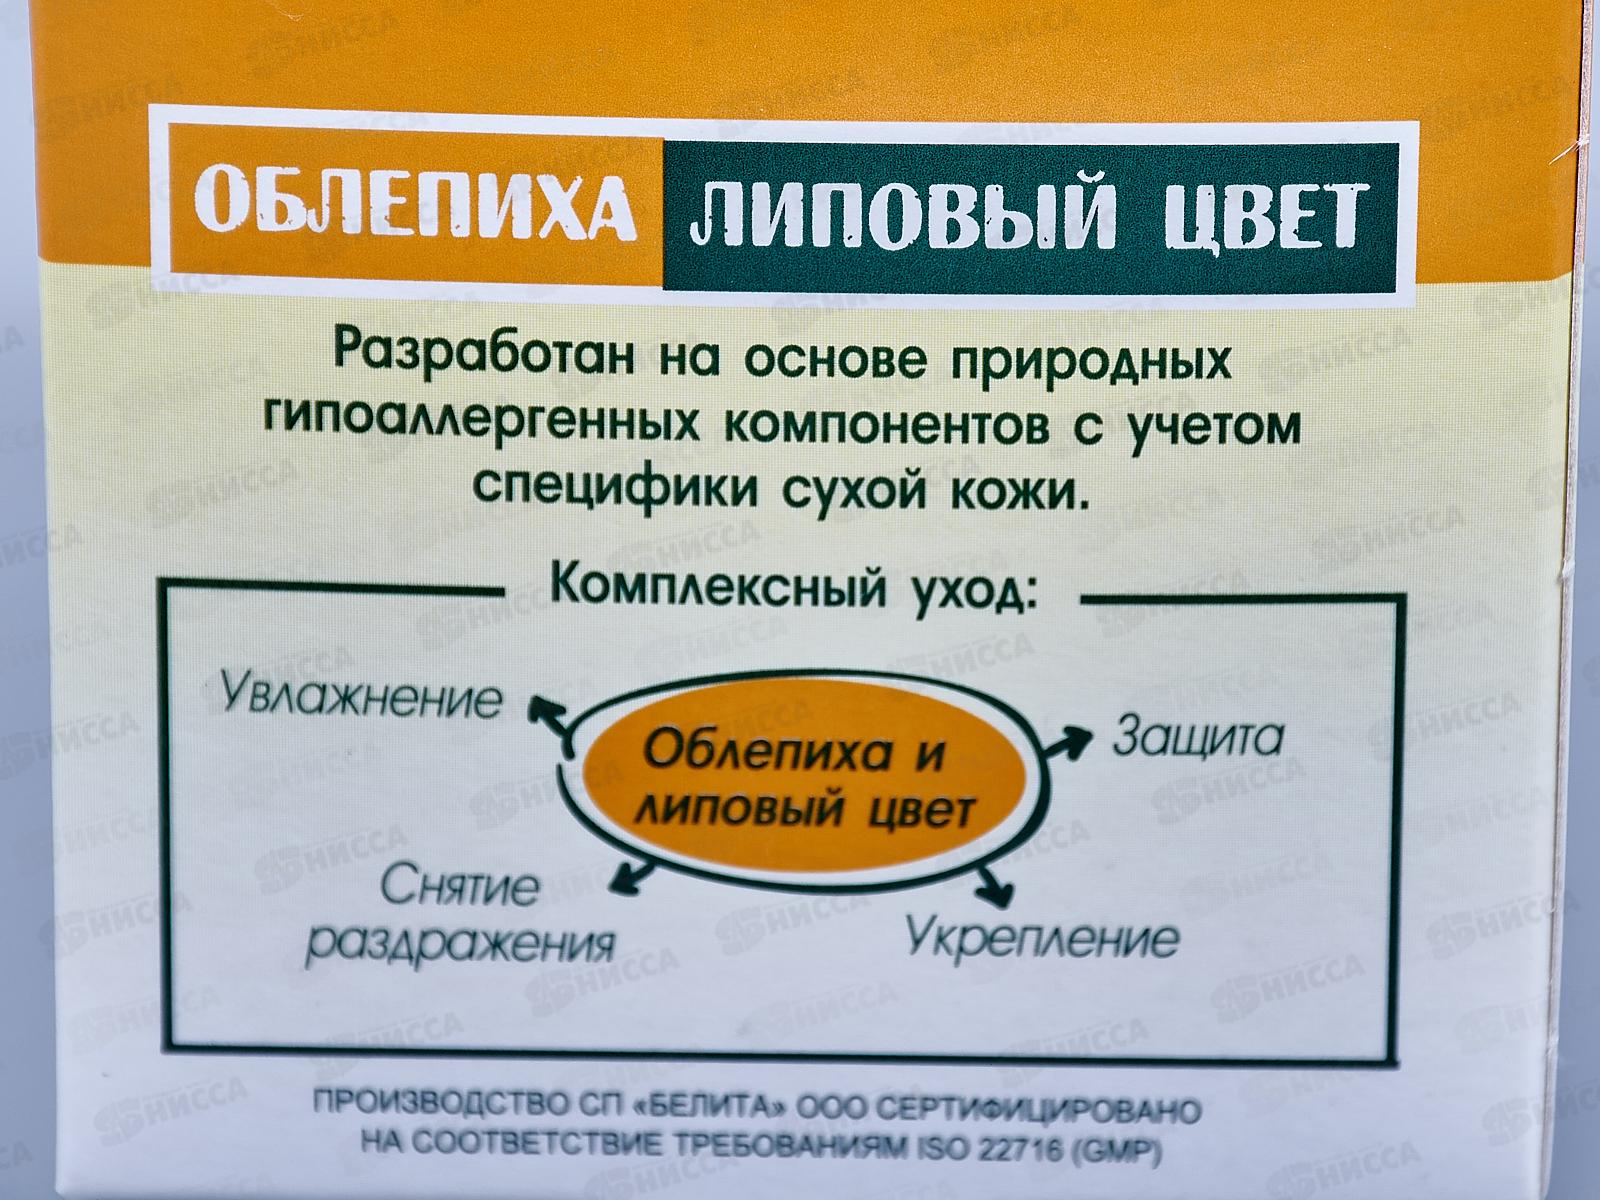 ОБЛЕПИХА ЛИПОВЫЙ ЦВЕТ
Разработан на основе природных
гипоаллергенных компонентов с учетом
специфики сухой кожи.
Комплексный уход:
Увлажнение
Защита
Облепиха и
липовый цвет
Снятие
раздражения
Укрепление
ПРОИЗВОДСТВО СП «БЕЛИТА» ООО СЕРТИФИЦИРОВАНО
НА СООТВЕТСТВИЕ ТРЕБОВАНИЯМ ISO 22716 (GMP)
НИССА